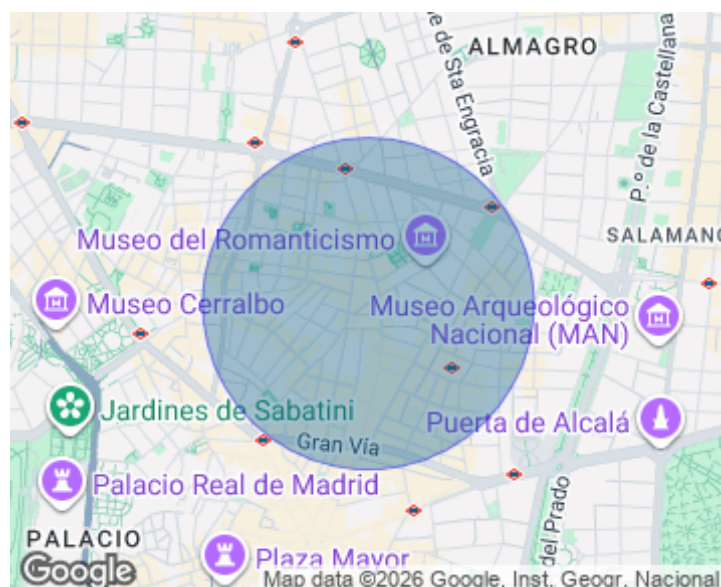 ALMAGRO
de de Sta Engracia
P.º de la Castellana
Museo del Romanticismo
SALAMANC
Museo Cerralbo
Museo Arqueológico
Nacional (MAN)
Jardines de Sabatini
Puerta de Alcalá
Gran Vía
Palacio Real de Madrid
PALACIO
Plaza Mayor
del Prado
Google
Map data ©2026 Google, Inst. Geogr. Nacional